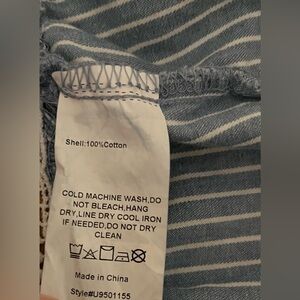 Shell:100%Cotton
COLD MACHINE WASH,DO
NOT BLEACH,HANG
DRY,LINE DRY COOL IRON
IF NEEDED,DO NOT DRY
CLEAN
Made in China
Style#U9501155